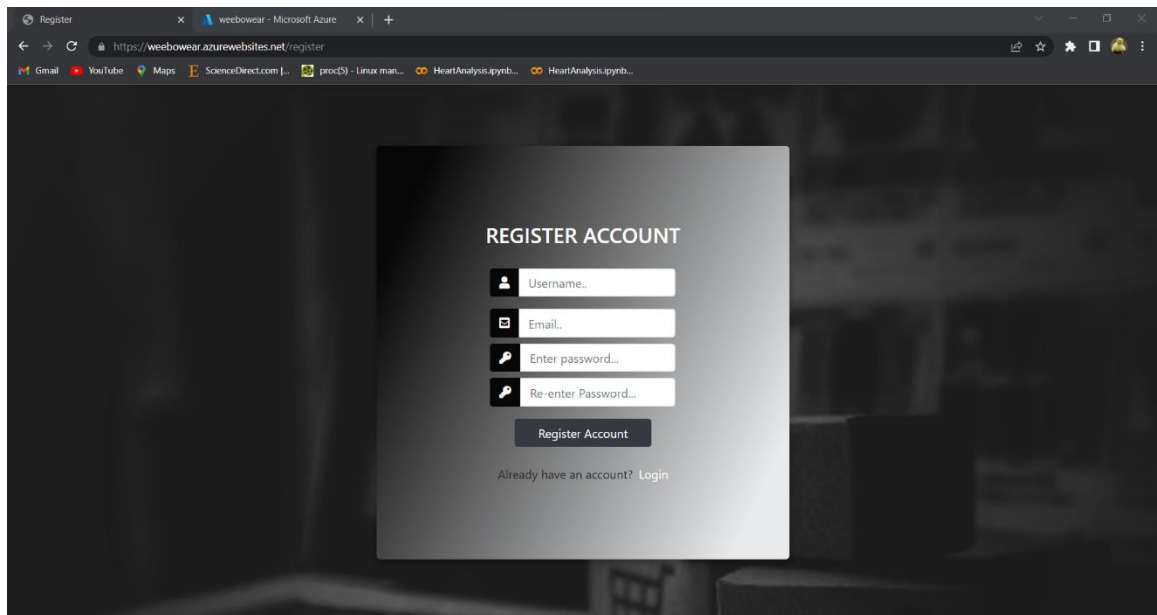 Register
weebowear - Microsoft Azure
https://weebowear.azurewebsites.net/register
Gmail YouTube Maps ScienceDirect.com |... proc(5) - Linux man... HeartAnalysis.ipynb... HeartAnalysis.ipynb...
REGISTER ACCOUNT
Username..
Email..
Enter password...
Re-enter Password...
Register Account
Already have an account? Login